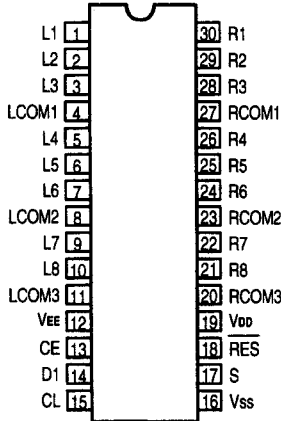 L1 1 30 R1
L2 2 29 R2
L3 3 28 R3
LCOM1 4 27 RCOM1
L4 5 26 R4
L5 6 25 R5
L6 7 24 R6
LCOM2 8 23 RCOM2
L7 9 22 R7
L8 10 21 R8
LCOM3 11 20 RCOM3
VEE 12 19 VDD
CE 13 18 R̅E̅S̅
D1 14 17 S
CL 15 16 VSS